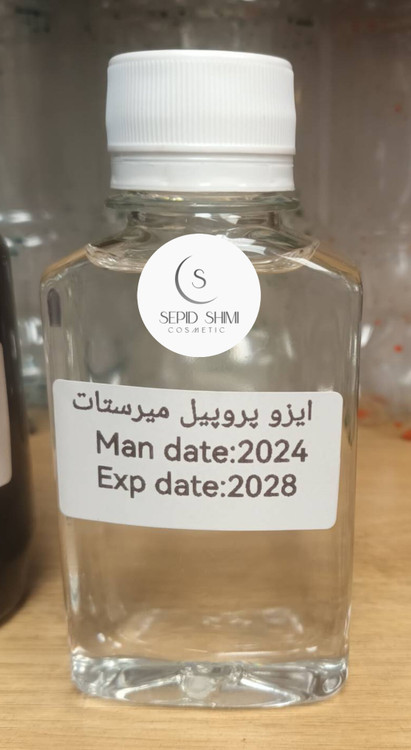 S
SEPID SHIMI
COSMETIC
ایزو پروپیل میرستات
Man date:2024
Exp date:2028